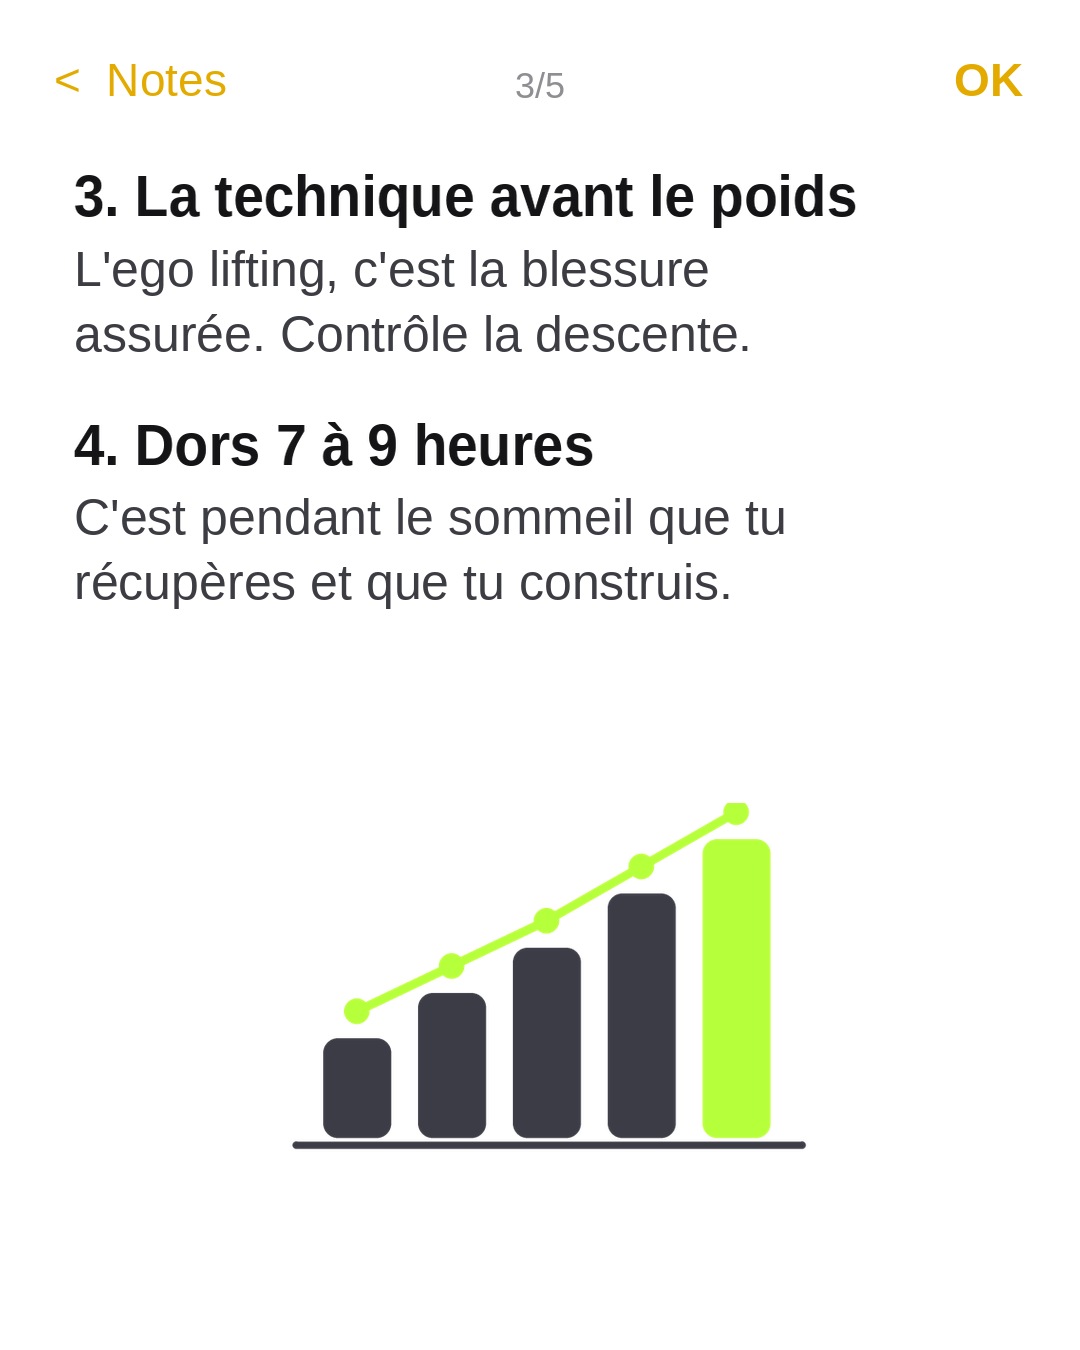 < Notes
3/5
OK
3. La technique avant le poids
L'ego lifting, c'est la blessure
assurée. Contrôle la descente.
4. Dors 7 à 9 heures
C'est pendant le sommeil que tu
récupères et que tu construis.